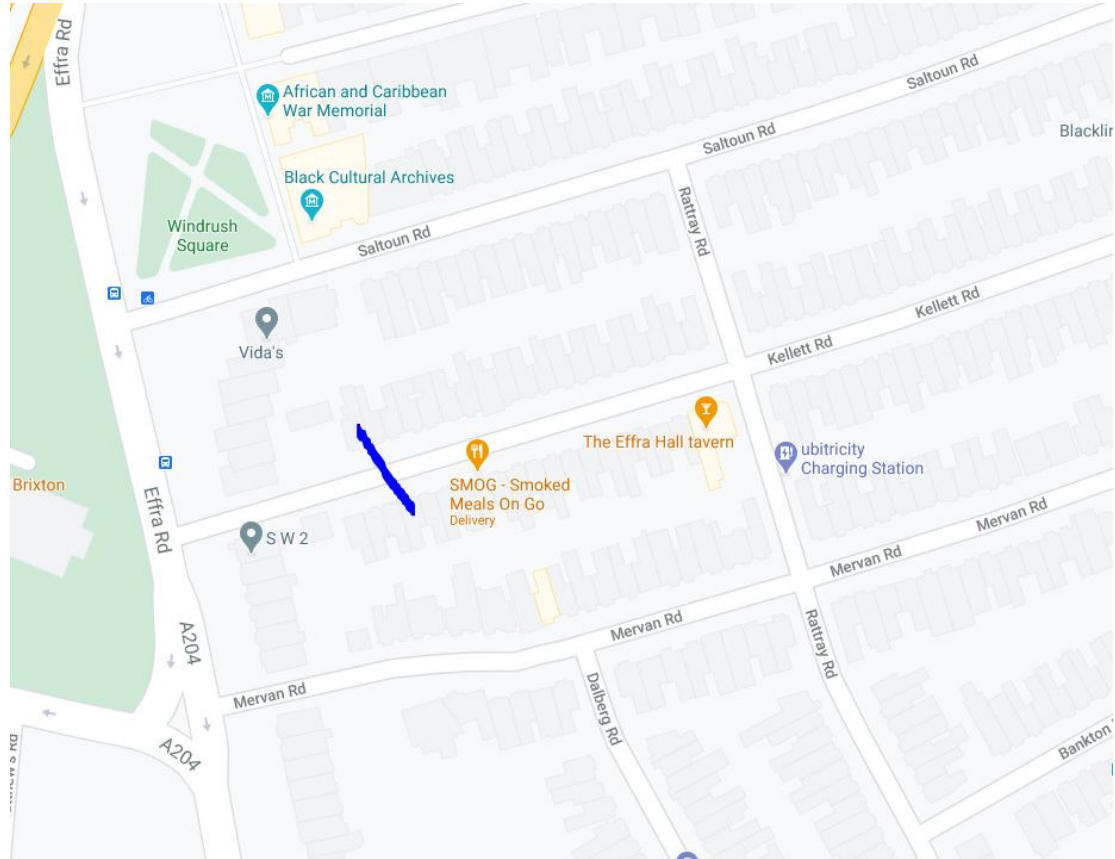 Effra Rd
African and Caribbean
War Memorial
Saltoun Rd
Blacklin
Saltoun Rd
Black Cultural Archives
Rattray Rd
Windrush
Square
Saltoun Rd
Kellett Rd
Vida's
Kellett Rd
The Effra Hall tavern
ubitricity
Charging Station
Brixton
SMOG - Smoked
Meals On Go
Delivery
Effra Rd
S W 2
Mervan Rd
Mervan Rd
Mervan Rd
A204
Rattray Rd
Mervan Rd
Dalberg Rd
A204
Bankton